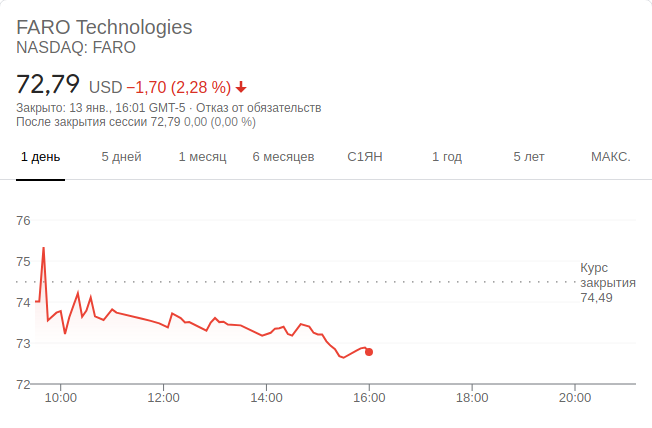 FARO Technologies
NASDAQ: FARO
72,79 USD −1,70 (2,28 %)
Закрыто: 13 янв., 16:01 GMT-5 · Отказ от обязательств
После закрытия сессии 72,79 0,00 (0,00 %)
1 день 5 дней 1 месяц 6 месяцев С1ЯН 1 год 5 лет МАКС.
76
75
74
73
72
Курс
закрытия
74,49
10:00 12:00 14:00 16:00 18:00 20:00